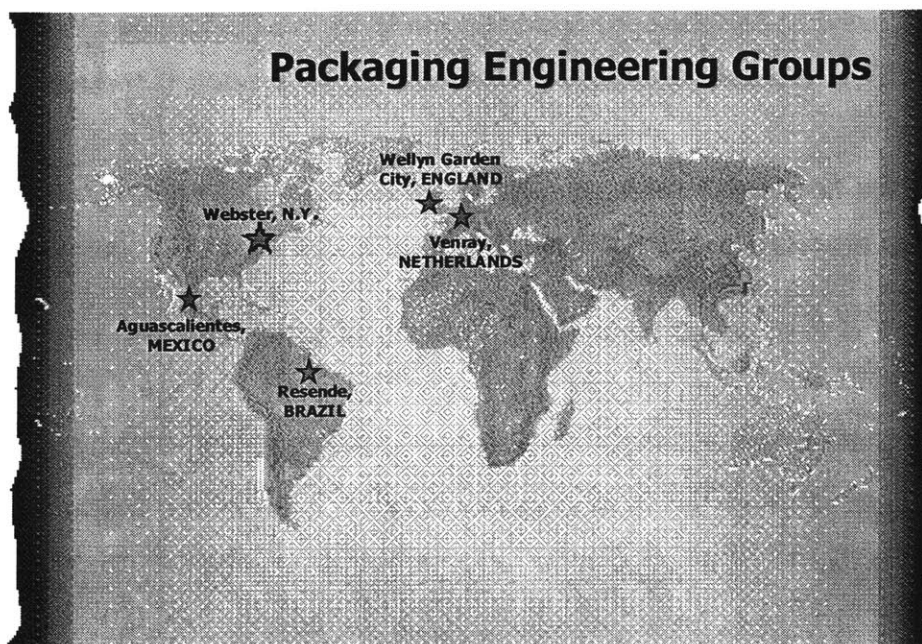 Packaging Engineering Groups
Wellyn Garden
City, ENGLAND
Webster, N.Y.
Venray,
NETHERLANDS
Aguascalientes,
MEXICO
Resende,
BRAZIL